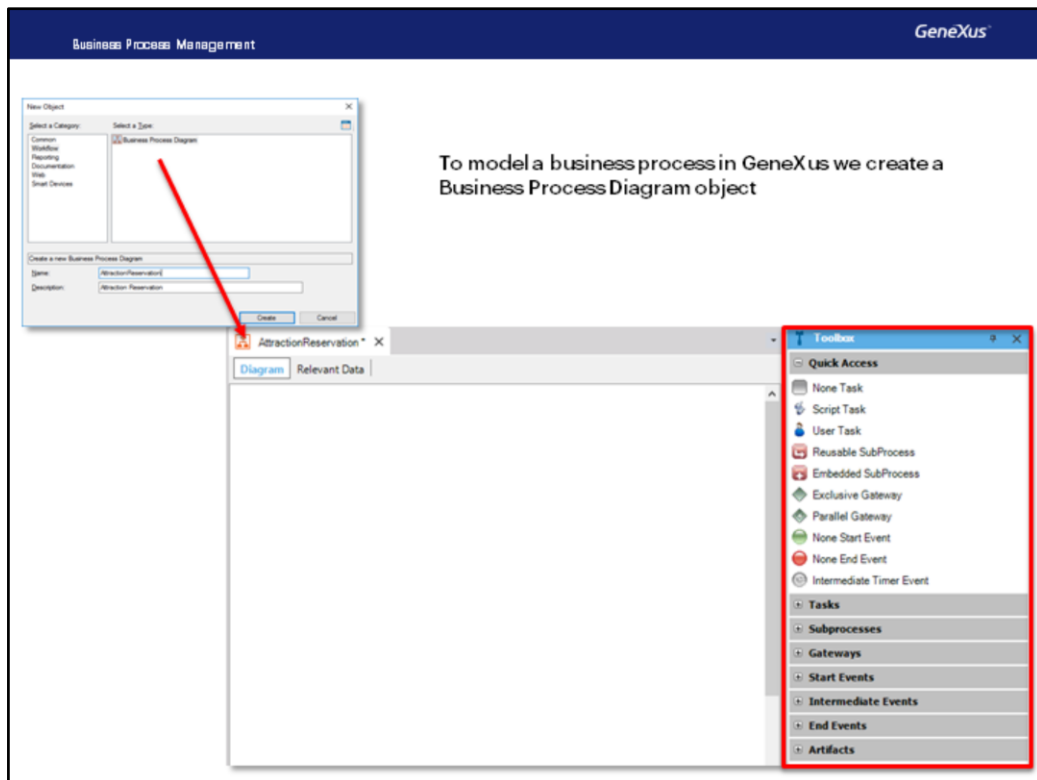 Business Process Management
GeneXus
New Object
Select a Category:
Select a Type:
Common
Workflow
Reporting
Documentation
Web
Smart Devices
Business Process Diagram
Create a new Business Process Diagram
Name:
AttractionReservation
Description:
Attraction Reservation
Create
Cancel
To model a business process in GeneXus we create a
Business Process Diagram object
AttractionReservation *
Diagram
Relevant Data
Toolbox
Quick Access
None Task
Script Task
User Task
Reusable SubProcess
Embedded SubProcess
Exclusive Gateway
Parallel Gateway
None Start Event
None End Event
Intermediate Timer Event
Tasks
Subprocesses
Gateways
Start Events
Intermediate Events
End Events
Artifacts